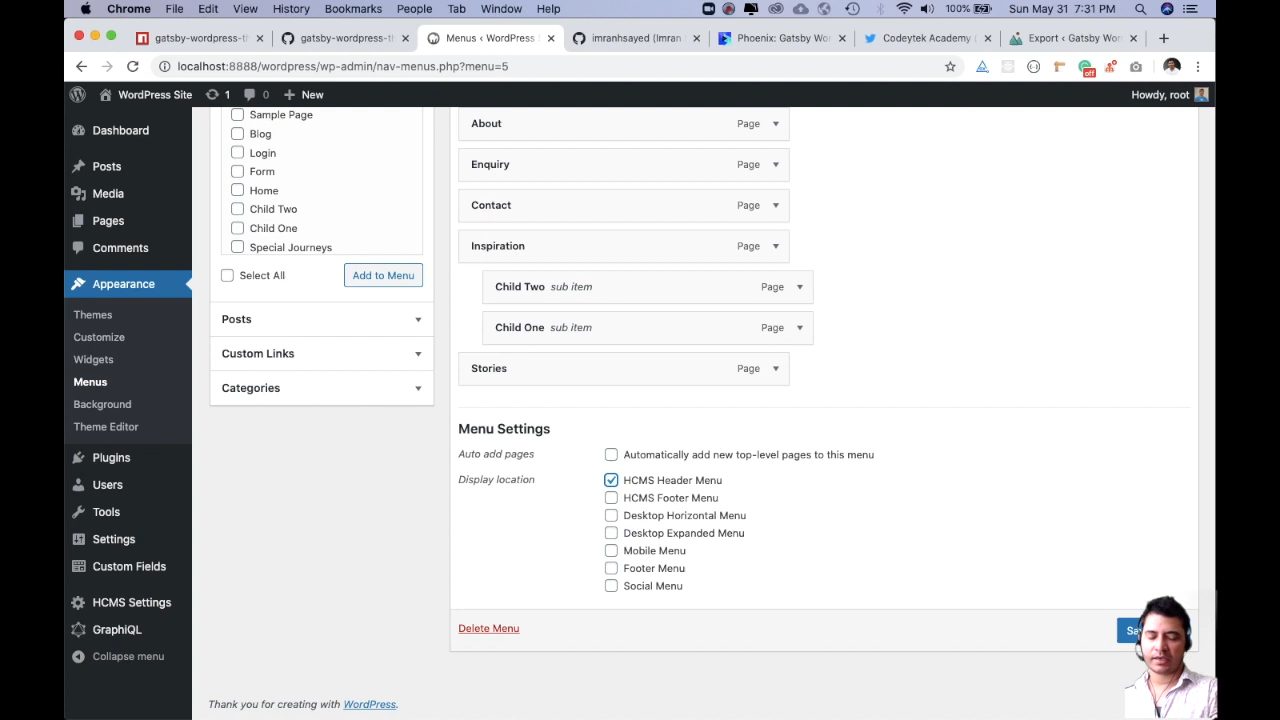 Chrome File Edit View History Bookmarks People Tab Window Help 100% Sun May 31 7:31 PM
gatsby-wordpress-th gatsby-wordpress-th Menus ‹ WordPress S imranhsayed (Imran Phoenix: Gatsby Wor Codeytek Academy Export ‹ Gatsby Wor
localhost:8888/wordpress/wp-admin/nav-menus.php?menu=5 off
WordPress Site 1 0 New Howdy, root
Dashboard
Posts
Media
Pages
Comments
Appearance
Themes
Customize
Widgets
Menus
Background
Theme Editor
Plugins
Users
Tools
Settings
Custom Fields
HCMS Settings
GraphiQL
Collapse menu
Sample Page
Blog
Login
Form
Home
Child Two
Child One
Special Journeys
Select All Add to Menu
Posts
Custom Links
Categories
About Page
Enquiry Page
Contact Page
Inspiration Page
Child Two sub item Page
Child One sub item Page
Stories Page
Menu Settings
Auto add pages Automatically add new top-level pages to this menu
Display location HCMS Header Menu
HCMS Footer Menu
Desktop Horizontal Menu
Desktop Expanded Menu
Mobile Menu
Footer Menu
Social Menu
Delete Menu
Thank you for creating with WordPress.